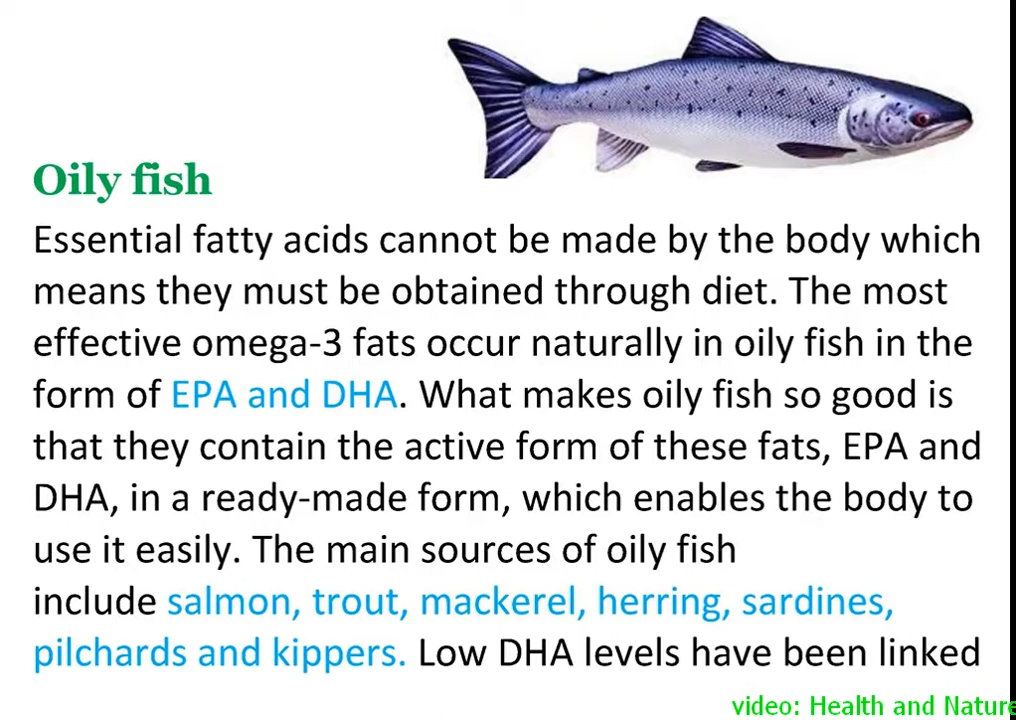 Oily fish
Essential fatty acids cannot be made by the body which
means they must be obtained through diet. The most
effective omega-3 fats occur naturally in oily fish in the
form of EPA and DHA. What makes oily fish so good is
that they contain the active form of these fats, EPA and
DHA, in a ready-made form, which enables the body to
use it easily. The main sources of oily fish
include salmon, trout, mackerel, herring, sardines,
pilchards and kippers. Low DHA levels have been linked
video: Health and Nature